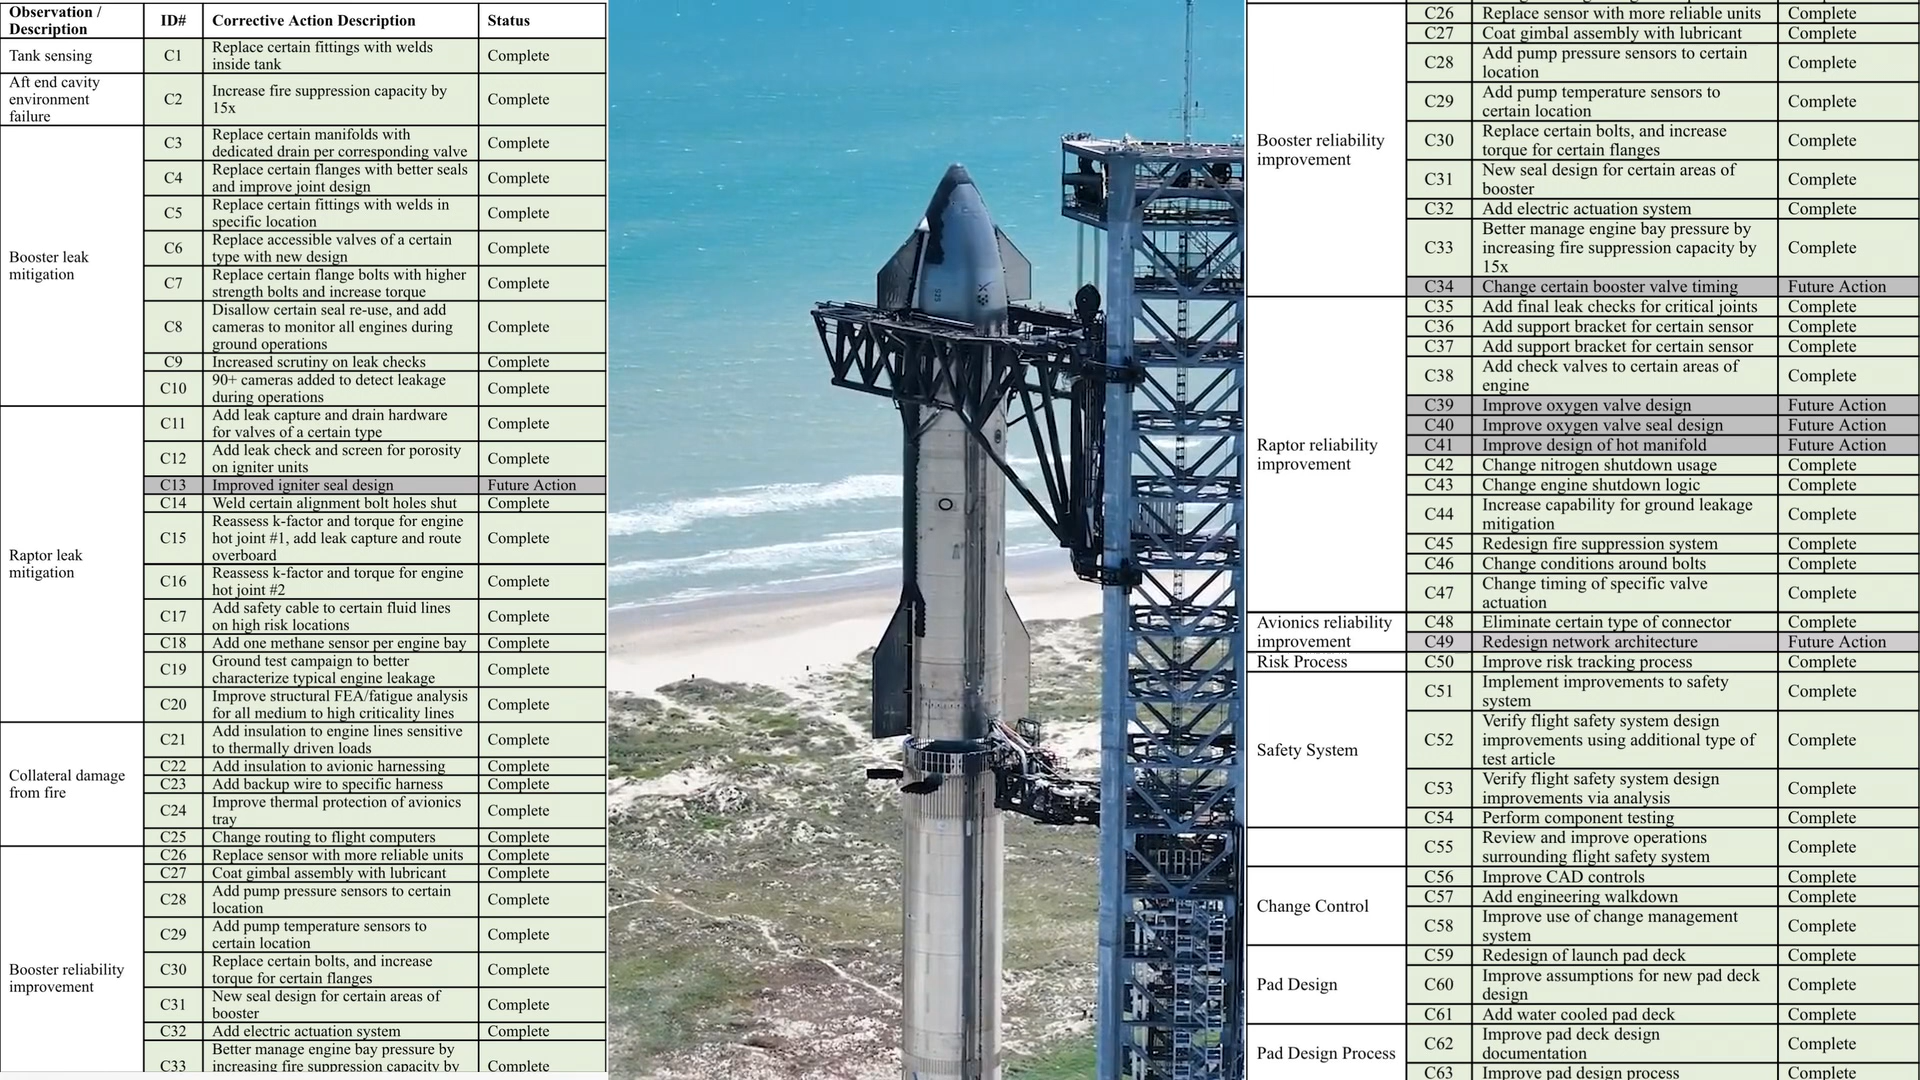 Observation / Description
ID#
Corrective Action Description
Status
Tank sensing
C1
Replace certain fittings with welds
inside tank
Complete
Aft end cavity
environment
failure
C2
Increase fire suppression capacity by
15x
Complete
Booster leak
mitigation
C3
Replace certain manifolds with
dedicated drain per corresponding valve
Complete
C4
Replace certain flanges with better seals
and improve joint design
Complete
C5
Replace certain fittings with welds in
specific location
Complete
C6
Replace accessible valves of a certain
type with new design
Complete
C7
Replace certain flange bolts with higher
strength bolts and increase torque
Complete
C8
Disallow certain seal re-use, and add
cameras to monitor all engines during
ground operations
Complete
C9
Increased scrutiny on leak checks
Complete
C10
90+ cameras added to detect leakage
during operations
Complete
Raptor leak
mitigation
C11
Add leak capture and drain hardware
for valves of a certain type
Complete
C12
Add leak check and screen for porosity
on igniter units
Complete
C13
Improved igniter seal design
Future Action
C14
Weld certain alignment bolt holes shut
Complete
C15
Reassess k-factor and torque for engine
hot joint #1, add leak capture and route
overboard
Complete
C16
Reassess k-factor and torque for engine
hot joint #2
Complete
C17
Add safety cable to certain fluid lines
on high risk locations
Complete
C18
Add one methane sensor per engine bay
Complete
C19
Ground test campaign to better
characterize typical engine leakage
Complete
C20
Improve structural FEA/fatigue analysis
for all medium to high criticality lines
Complete
Collateral damage
from fire
C21
Add insulation to engine lines sensitive
to thermally driven loads
Complete
C22
Add insulation to avionic harnessing
Complete
C23
Add backup wire to specific harness
Complete
C24
Improve thermal protection of avionics
tray
Complete
C25
Change routing to flight computers
Complete
Booster reliability
improvement
C26
Replace sensor with more reliable units
Complete
C27
Coat gimbal assembly with lubricant
Complete
C28
Add pump pressure sensors to certain
location
Complete
C29
Add pump temperature sensors to
certain location
Complete
C30
Replace certain bolts, and increase
torque for certain flanges
Complete
C31
New seal design for certain areas of
booster
Complete
C32
Add electric actuation system
Complete
C33
Better manage engine bay pressure by
increasing fire suppression capacity by
Complete
S25
X
Booster reliability
improvement
C26
Replace sensor with more reliable units
Complete
C27
Coat gimbal assembly with lubricant
Complete
C28
Add pump pressure sensors to certain
location
Complete
C29
Add pump temperature sensors to
certain location
Complete
C30
Replace certain bolts, and increase
torque for certain flanges
Complete
C31
New seal design for certain areas of
booster
Complete
C32
Add electric actuation system
Complete
C33
Better manage engine bay pressure by
increasing fire suppression capacity by
15x
Complete
C34
Change certain booster valve timing
Future Action
Raptor reliability
improvement
C35
Add final leak checks for critical joints
Complete
C36
Add support bracket for certain sensor
Complete
C37
Add support bracket for certain sensor
Complete
C38
Add check valves to certain areas of
engine
Complete
C39
Improve oxygen valve design
Future Action
C40
Improve oxygen valve seal design
Future Action
C41
Improve design of hot manifold
Future Action
C42
Change nitrogen shutdown usage
Complete
C43
Change engine shutdown logic
Complete
C44
Increase capability for ground leakage
mitigation
Complete
C45
Redesign fire suppression system
Complete
C46
Change conditions around bolts
Complete
C47
Change timing of specific valve
actuation
Complete
Avionics reliability
improvement
C48
Eliminate certain type of connector
Complete
C49
Redesign network architecture
Future Action
Risk Process
C50
Improve risk tracking process
Complete
Safety System
C51
Implement improvements to safety
system
Complete
C52
Verify flight safety system design
improvements using additional type of
test article
Complete
C53
Verify flight safety system design
improvements via analysis
Complete
C54
Perform component testing
Complete
C55
Review and improve operations
surrounding flight safety system
Complete
Change Control
C56
Improve CAD controls
Complete
C57
Add engineering walkdown
Complete
C58
Improve use of change management
system
Complete
Pad Design
C59
Redesign of launch pad deck
Complete
C60
Improve assumptions for new pad deck
design
Complete
C61
Add water cooled pad deck
Complete
Pad Design Process
C62
Improve pad deck design
documentation
Complete
C63
Improve pad design process
Complete